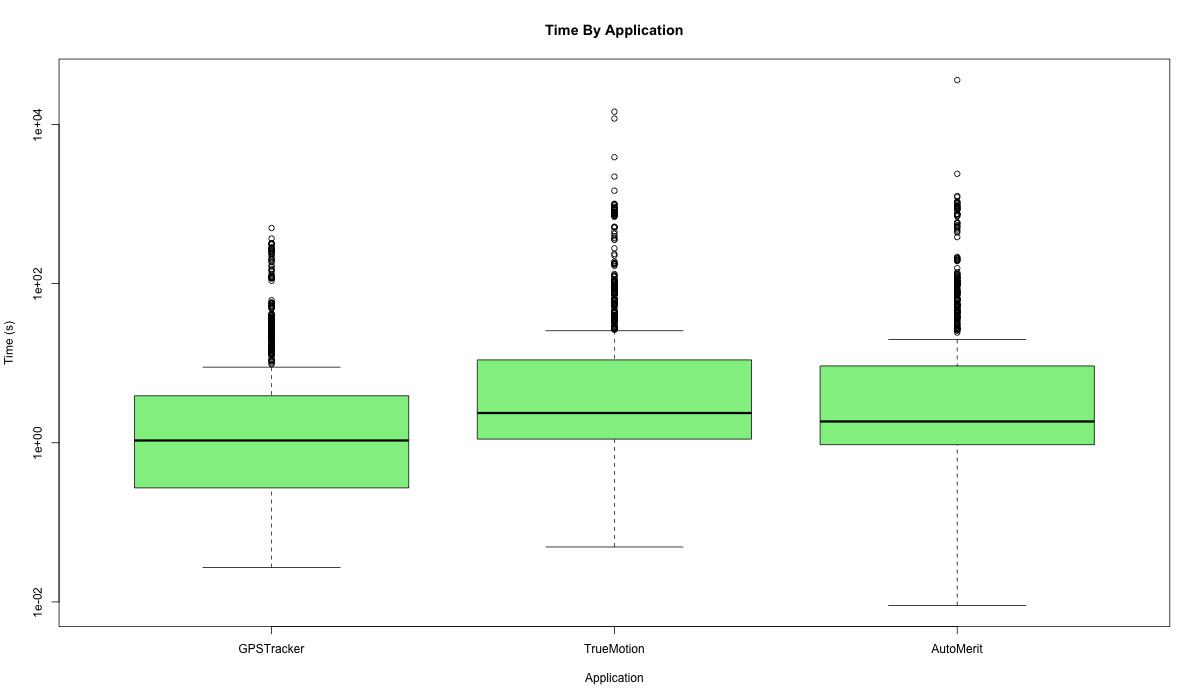 Time By Application
1e+04
1e+02
1e+00
1e-02
Time (s)
GPSTracker
TrueMotion
AutoMerit
Application